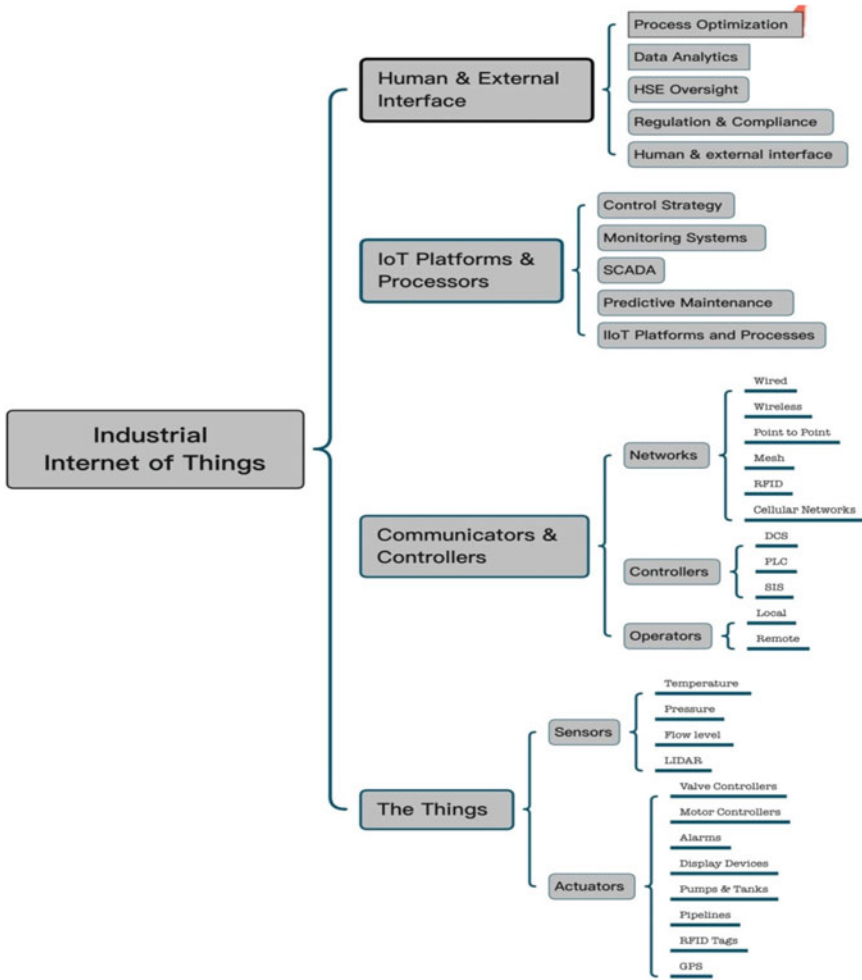 Industrial
Internet of Things
Human & External
Interface
Process Optimization
Data Analytics
HSE Oversight
Regulation & Compliance
Human & external interface
IoT Platforms &
Processors
Control Strategy
Monitoring Systems
SCADA
Predictive Maintenance
IIoT Platforms and Processes
Communicators &
Controllers
Networks
Wired
Wireless
Point to Point
Mesh
RFID
Cellular Networks
Controllers
DCS
PLC
SIS
Operators
Local
Remote
The Things
Sensors
Temperature
Pressure
Flow level
LIDAR
Actuators
Valve Controllers
Motor Controllers
Alarms
Display Devices
Pumps & Tanks
Pipelines
RFID Tags
GPS